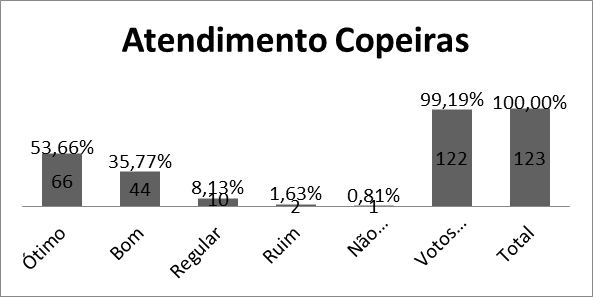 Atendimento Copeiras
53,66%
35,77%
8,13%
1,63%
0,81%
99,19%
100,00%
66
44
10
2
1
122
123
Ótimo
Bom
Regular
Ruim
Não...
Votos...
Total